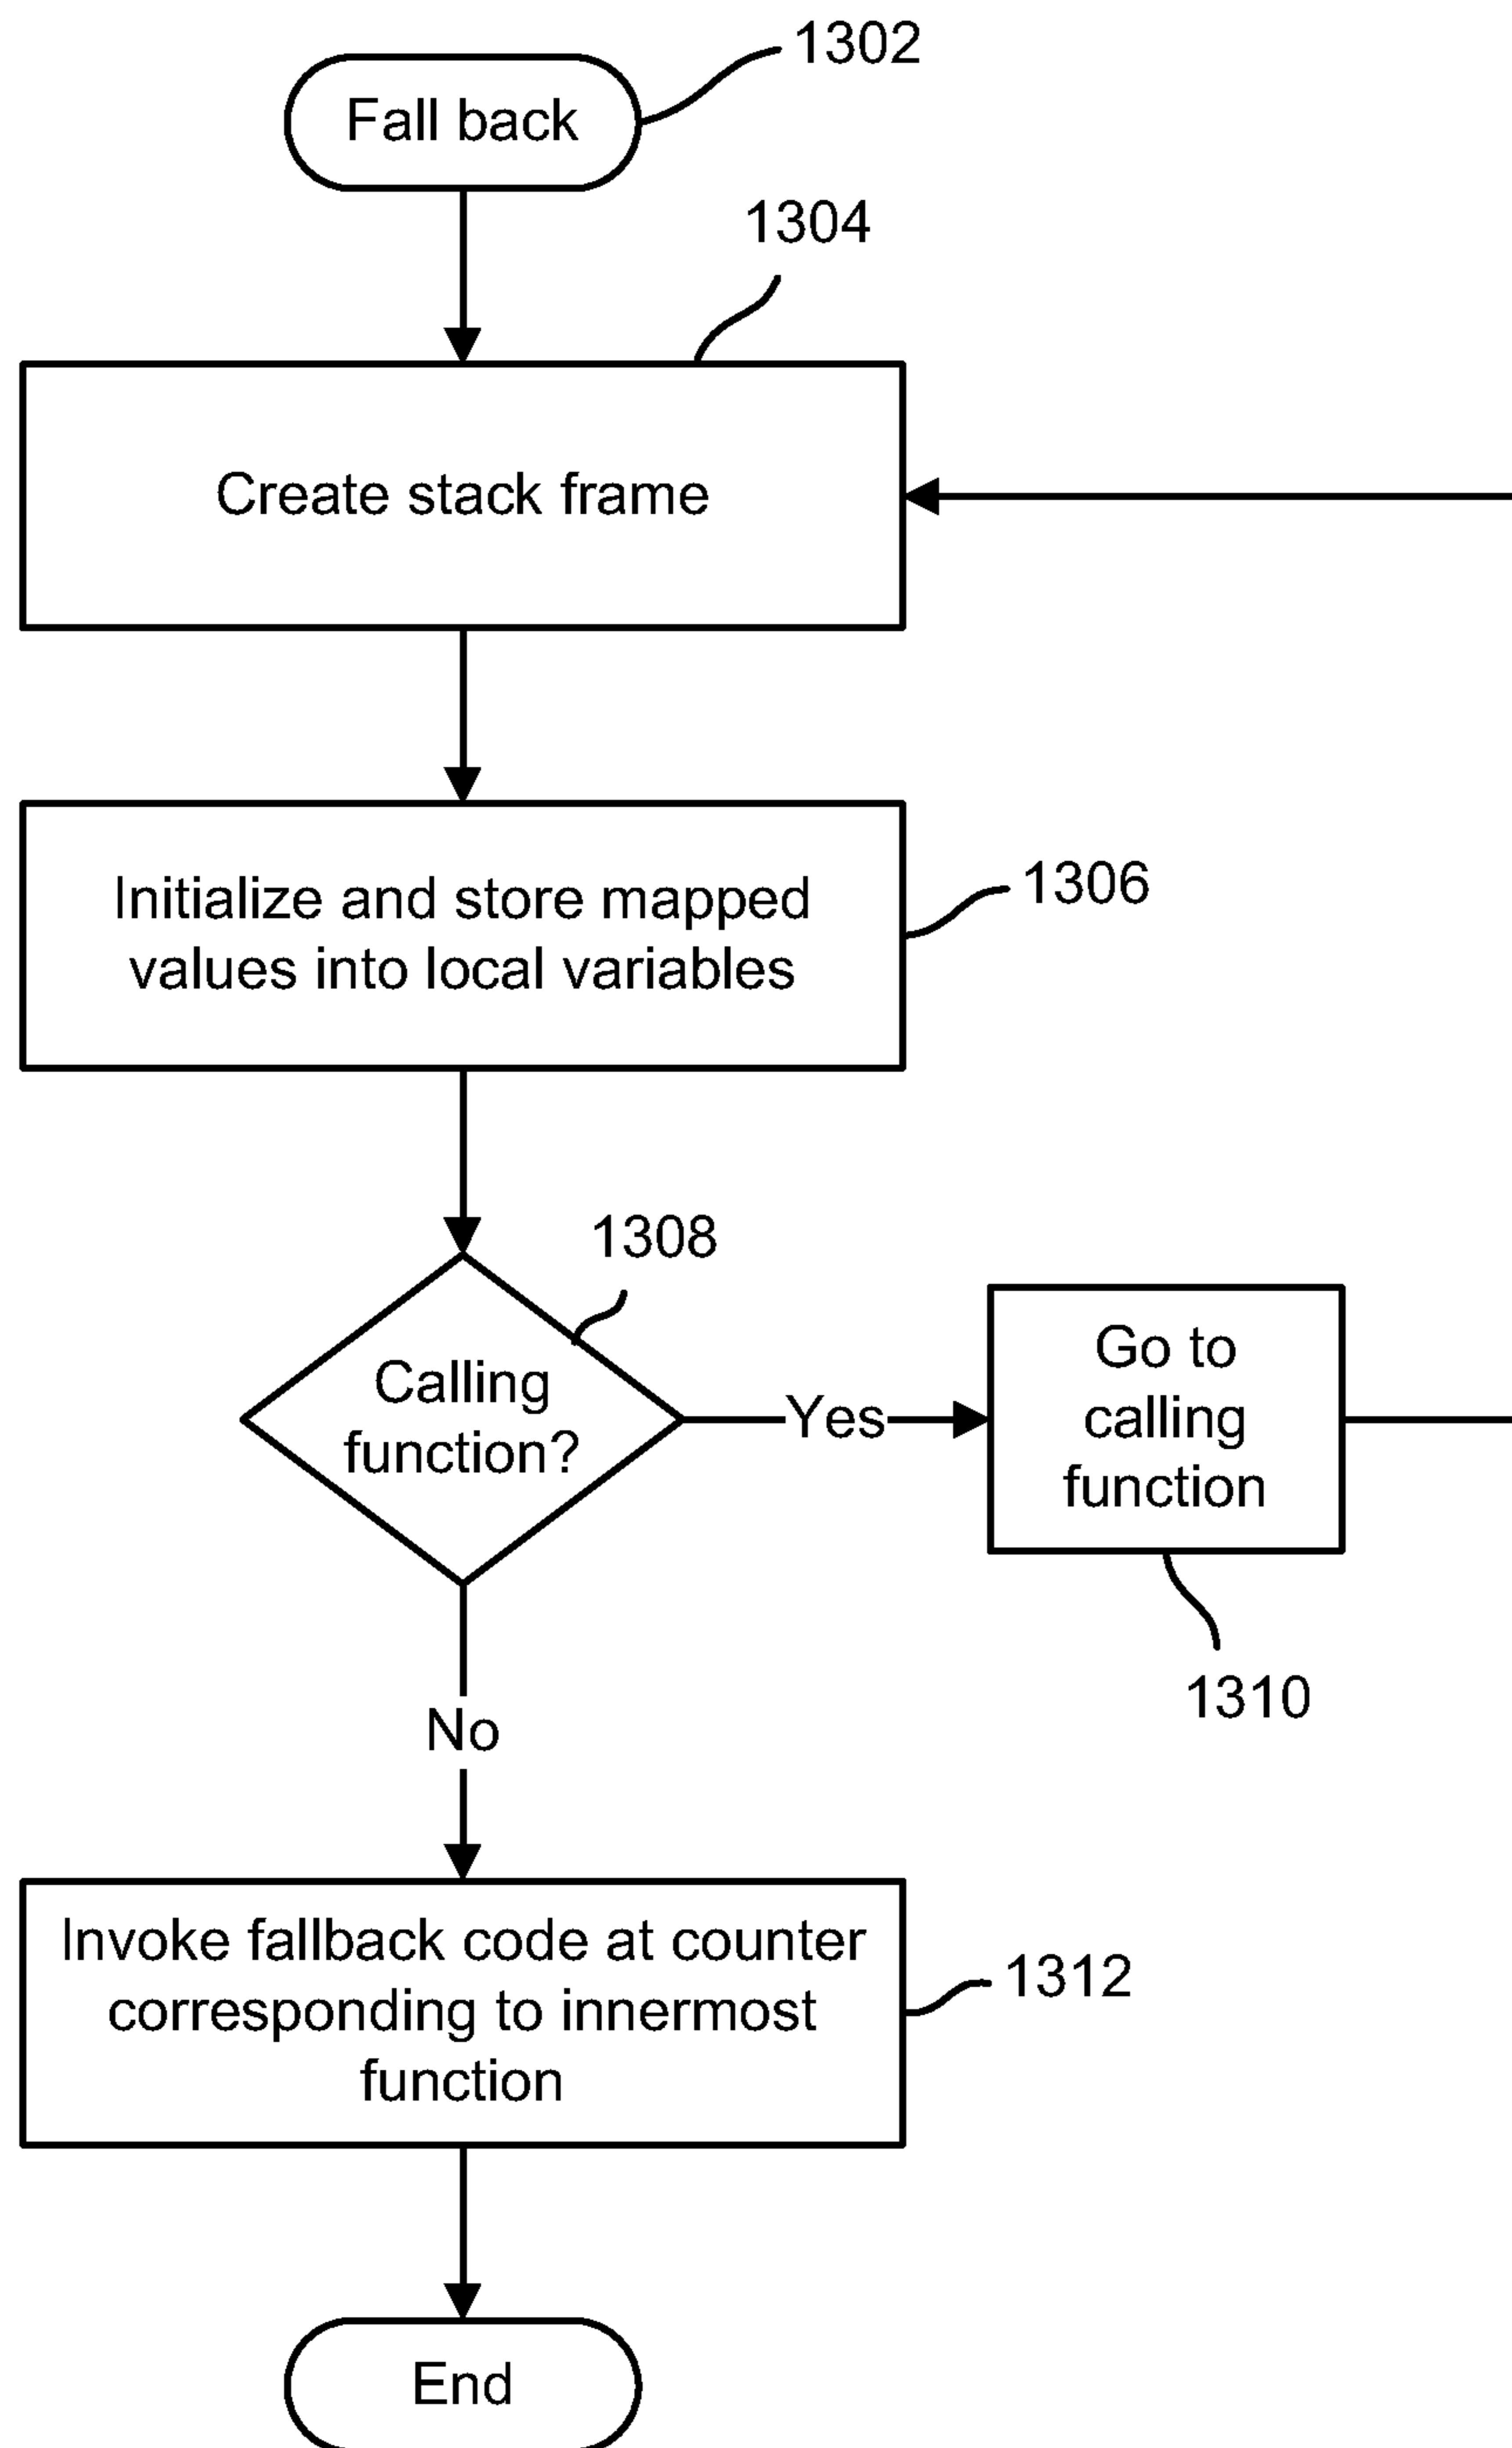 1302
Fall back
1304
Create stack frame
1306
Initialize and store mapped
values into local variables
1308
Calling
function?
Yes
Go to
calling
function
1310
No
Invoke fallback code at counter
corresponding to innermost
function
1312
End